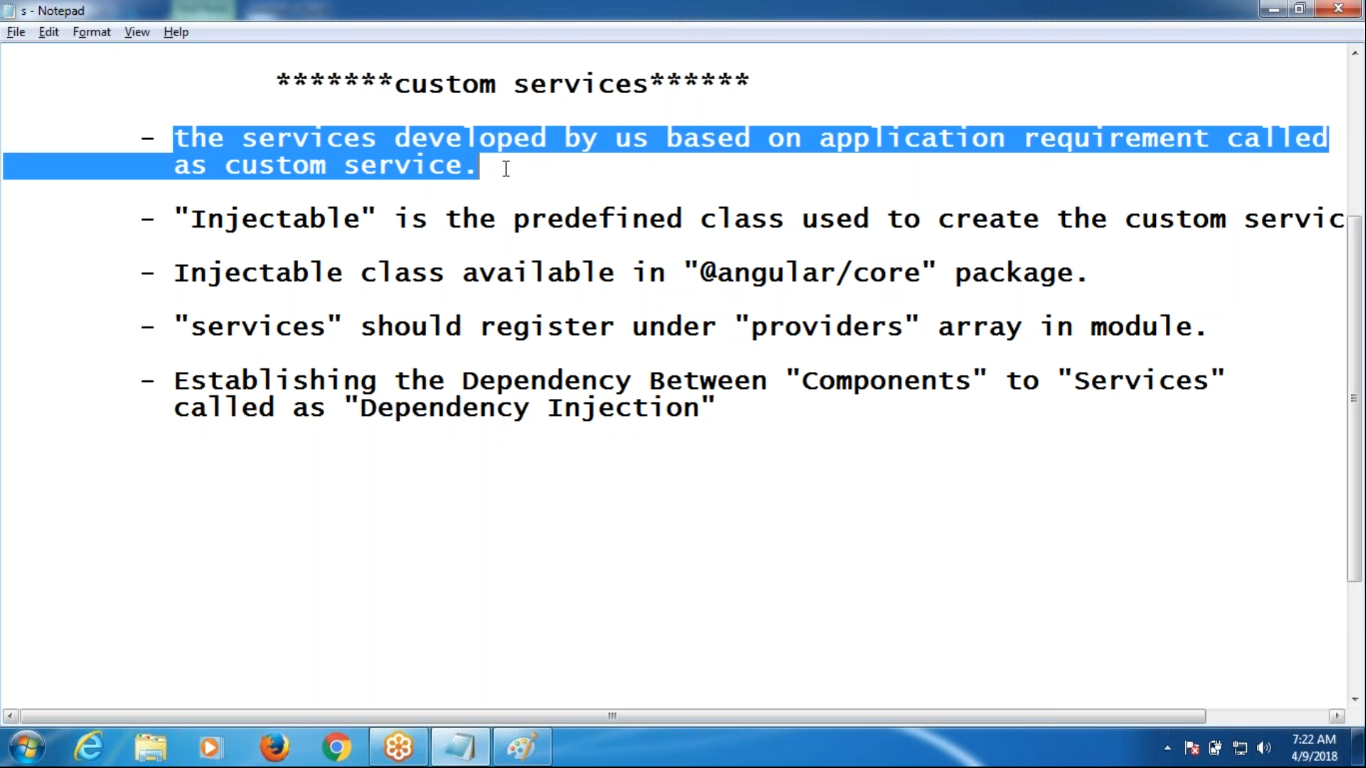 s - Notepad
File Edit Format View Help
*******custom services******
- the services developed by us based on application requirement called
as custom service.
- "Injectable" is the predefined class used to create the custom servic
- Injectable class available in "@angular/core" package.
- "services" should register under "providers" array in module.
- Establishing the Dependency Between "Components" to "Services"
called as "Dependency Injection"
7:22 AM
4/9/2018